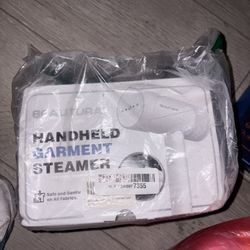 BEAUTURAL
HANDHELD
GARMENT
STEAMER
Safe and Gentle
on All Fabrics.
7355